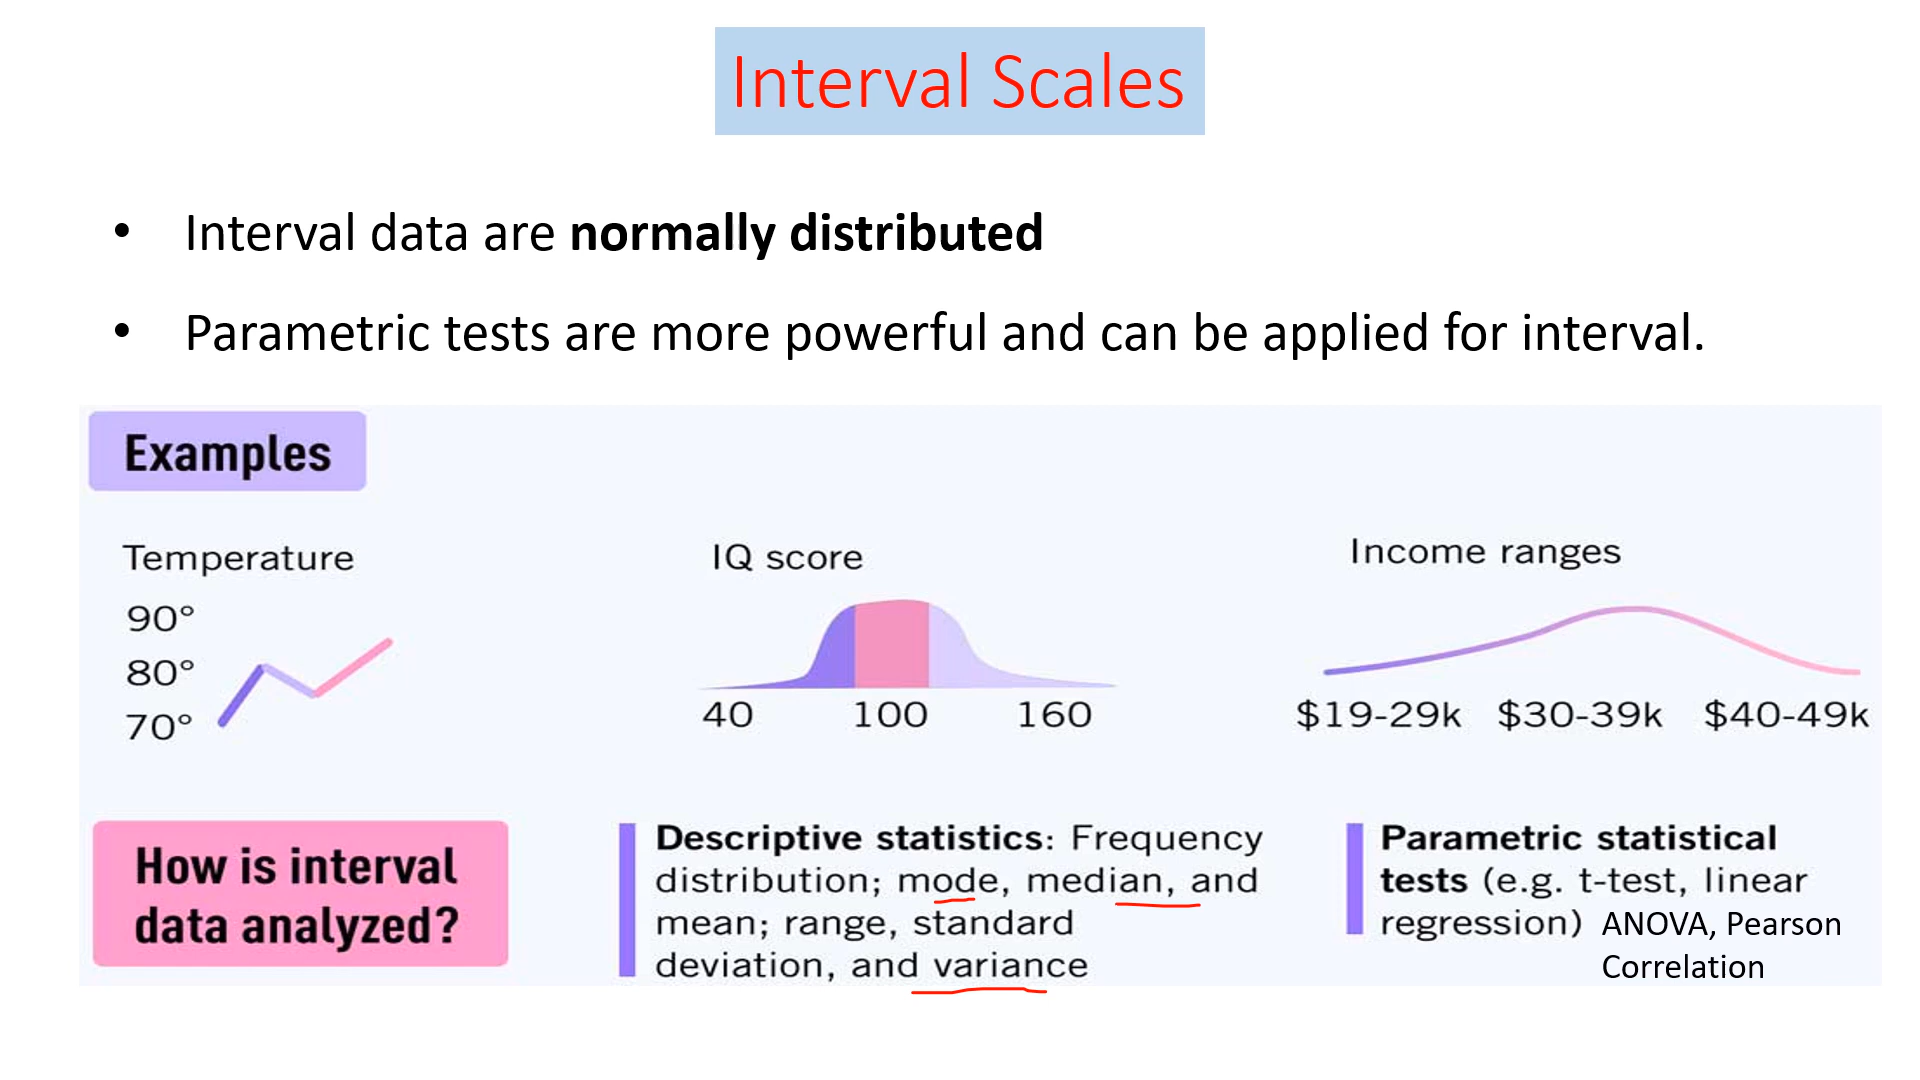 Interval Scales
• Interval data are normally distributed
• Parametric tests are more powerful and can be applied for interval.
Examples
Temperature
90°
80°
70°
IQ score
40 100 160
Income ranges
$19-29k $30-39k $40-49k
How is interval
data analyzed?
Descriptive statistics: Frequency
distribution; mode, median, and
mean; range, standard
deviation, and variance
Parametric statistical
tests (e.g. t-test, linear
regression) ANOVA, Pearson
Correlation